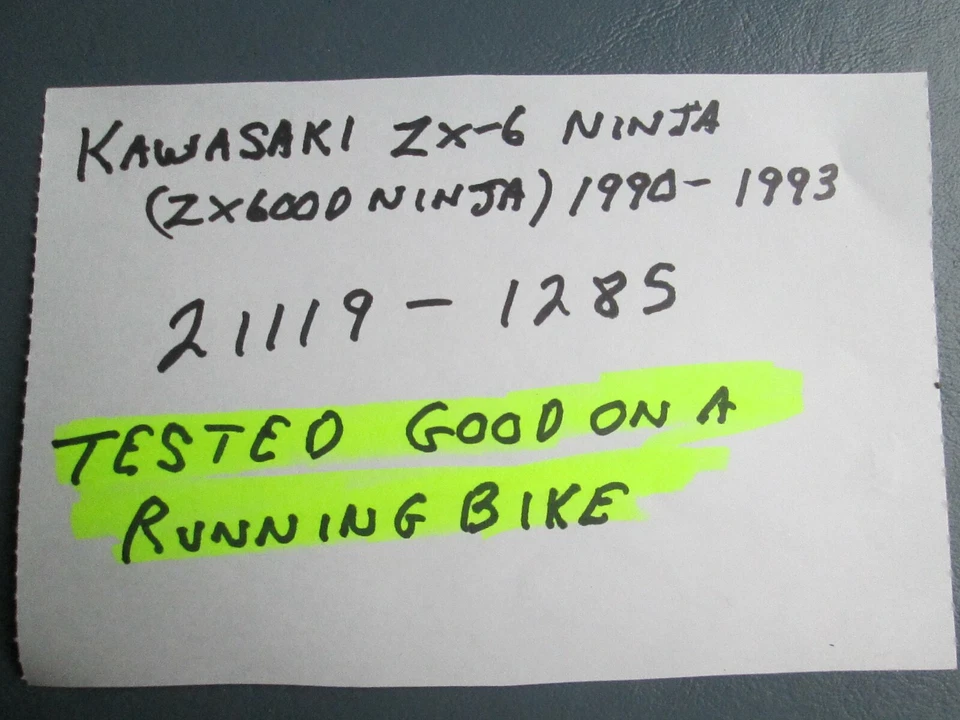 KAWASAKI ZX-6 NINJA
(ZX600D NINJA) 1990-1993
21119-1285
TESTED GOOD ON A
RUNNING BIKE